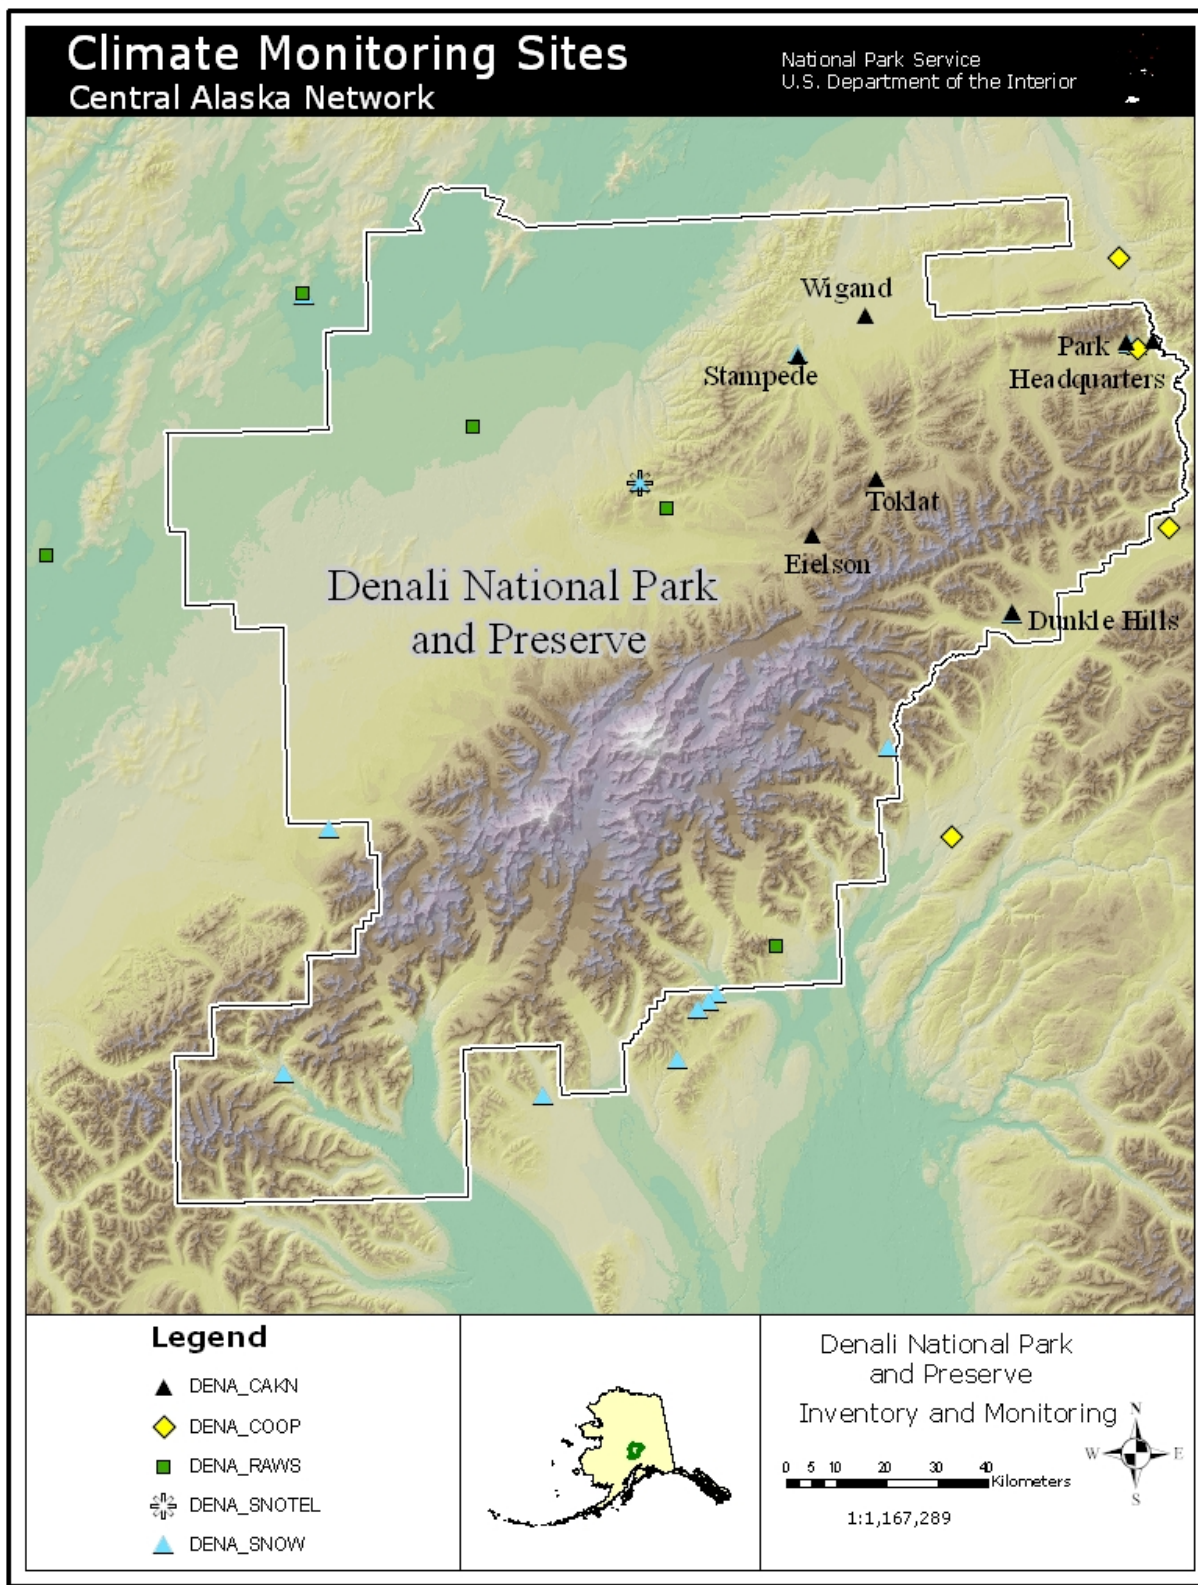 Climate Monitoring Sites
Central Alaska Network
National Park Service
U.S. Department of the Interior
Wigand
Stampede
Park
Headquarters
Toklat
Eielson
Denali National Park
and Preserve
Dunkle Hills
Legend
DENA_CAKN
DENA_COOP
DENA_RAWS
DENA_SNOTEL
DENA_SNOW
Denali National Park
and Preserve
Inventory and Monitoring
N
W
E
S
0 5 10 20 30 40
Kilometers
1:1,167,289